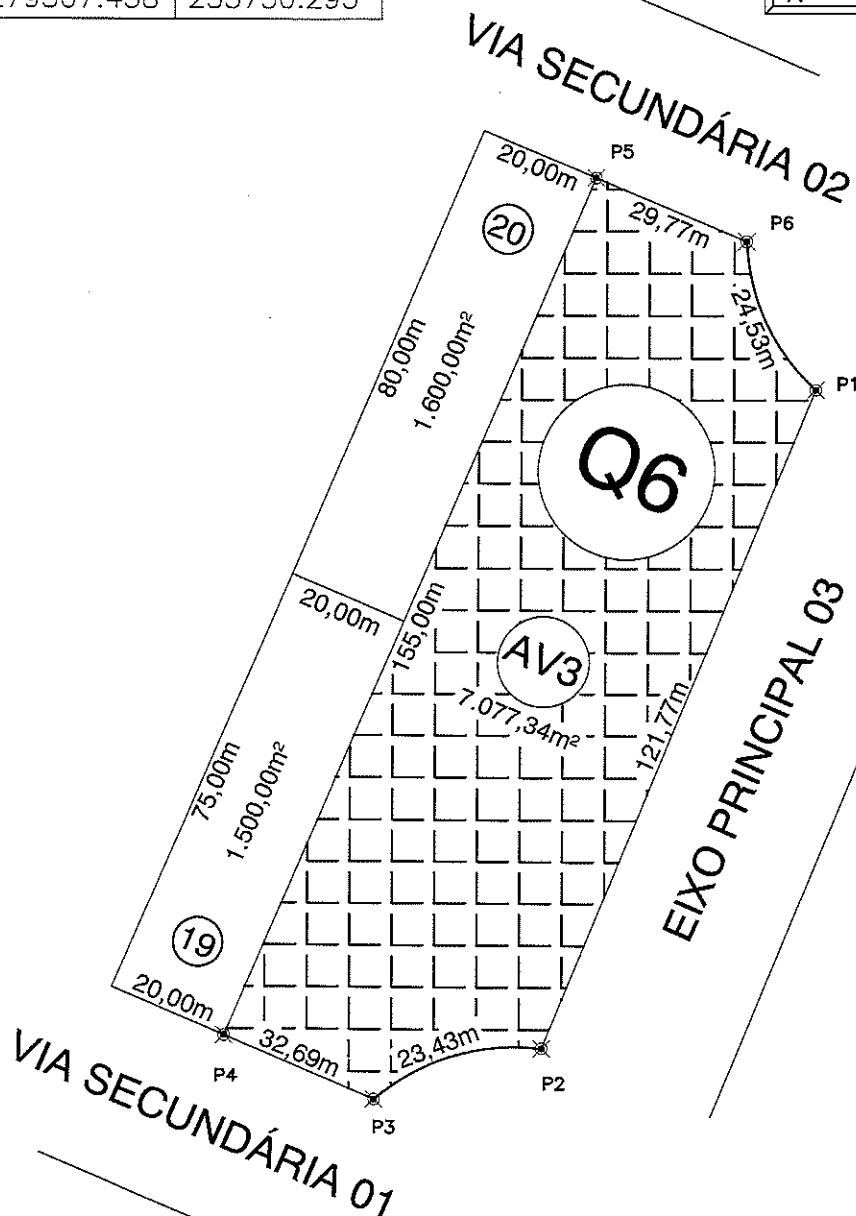 VIA SECUNDÁRIA 02
20,00m
P5
29,77m
P6
20
24,53m
80,00m
1.600,00m²
P1
Q6
20,00m
155,00m
AV3
7.077,34m²
121,77m
EIXO PRINCIPAL 03
75,00m
1.500,00m²
19
20,00m
32,69m
23,43m
P4
P2
P3
VIA SECUNDÁRIA 01